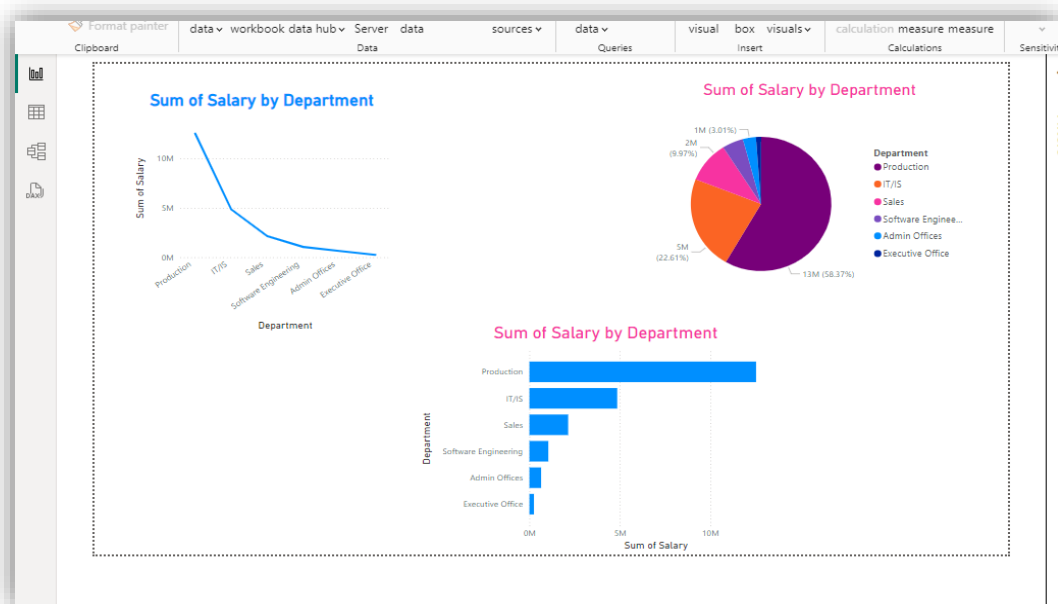 Format painter
data workbook data hub Server data sources data visual box visuals calculation measure measure
Clipboard Data Queries Insert Calculations Sensitivit
DAX
Sum of Salary by Department
10M
5M
0M
Sum of Salary
Production IT/IS Sales Software Engineering Admin Offices Executive Office
Department
Sum of Salary by Department
1M (3.01%)
2M
(9.97%)
5M
(22.61%)
13M (58.37%)
Department
Production
IT/IS
Sales
Software Enginee...
Admin Offices
Executive Office
Sum of Salary by Department
Department
Production
IT/IS
Sales
Software Engineering
Admin Offices
Executive Office
0M 5M 10M
Sum of Salary